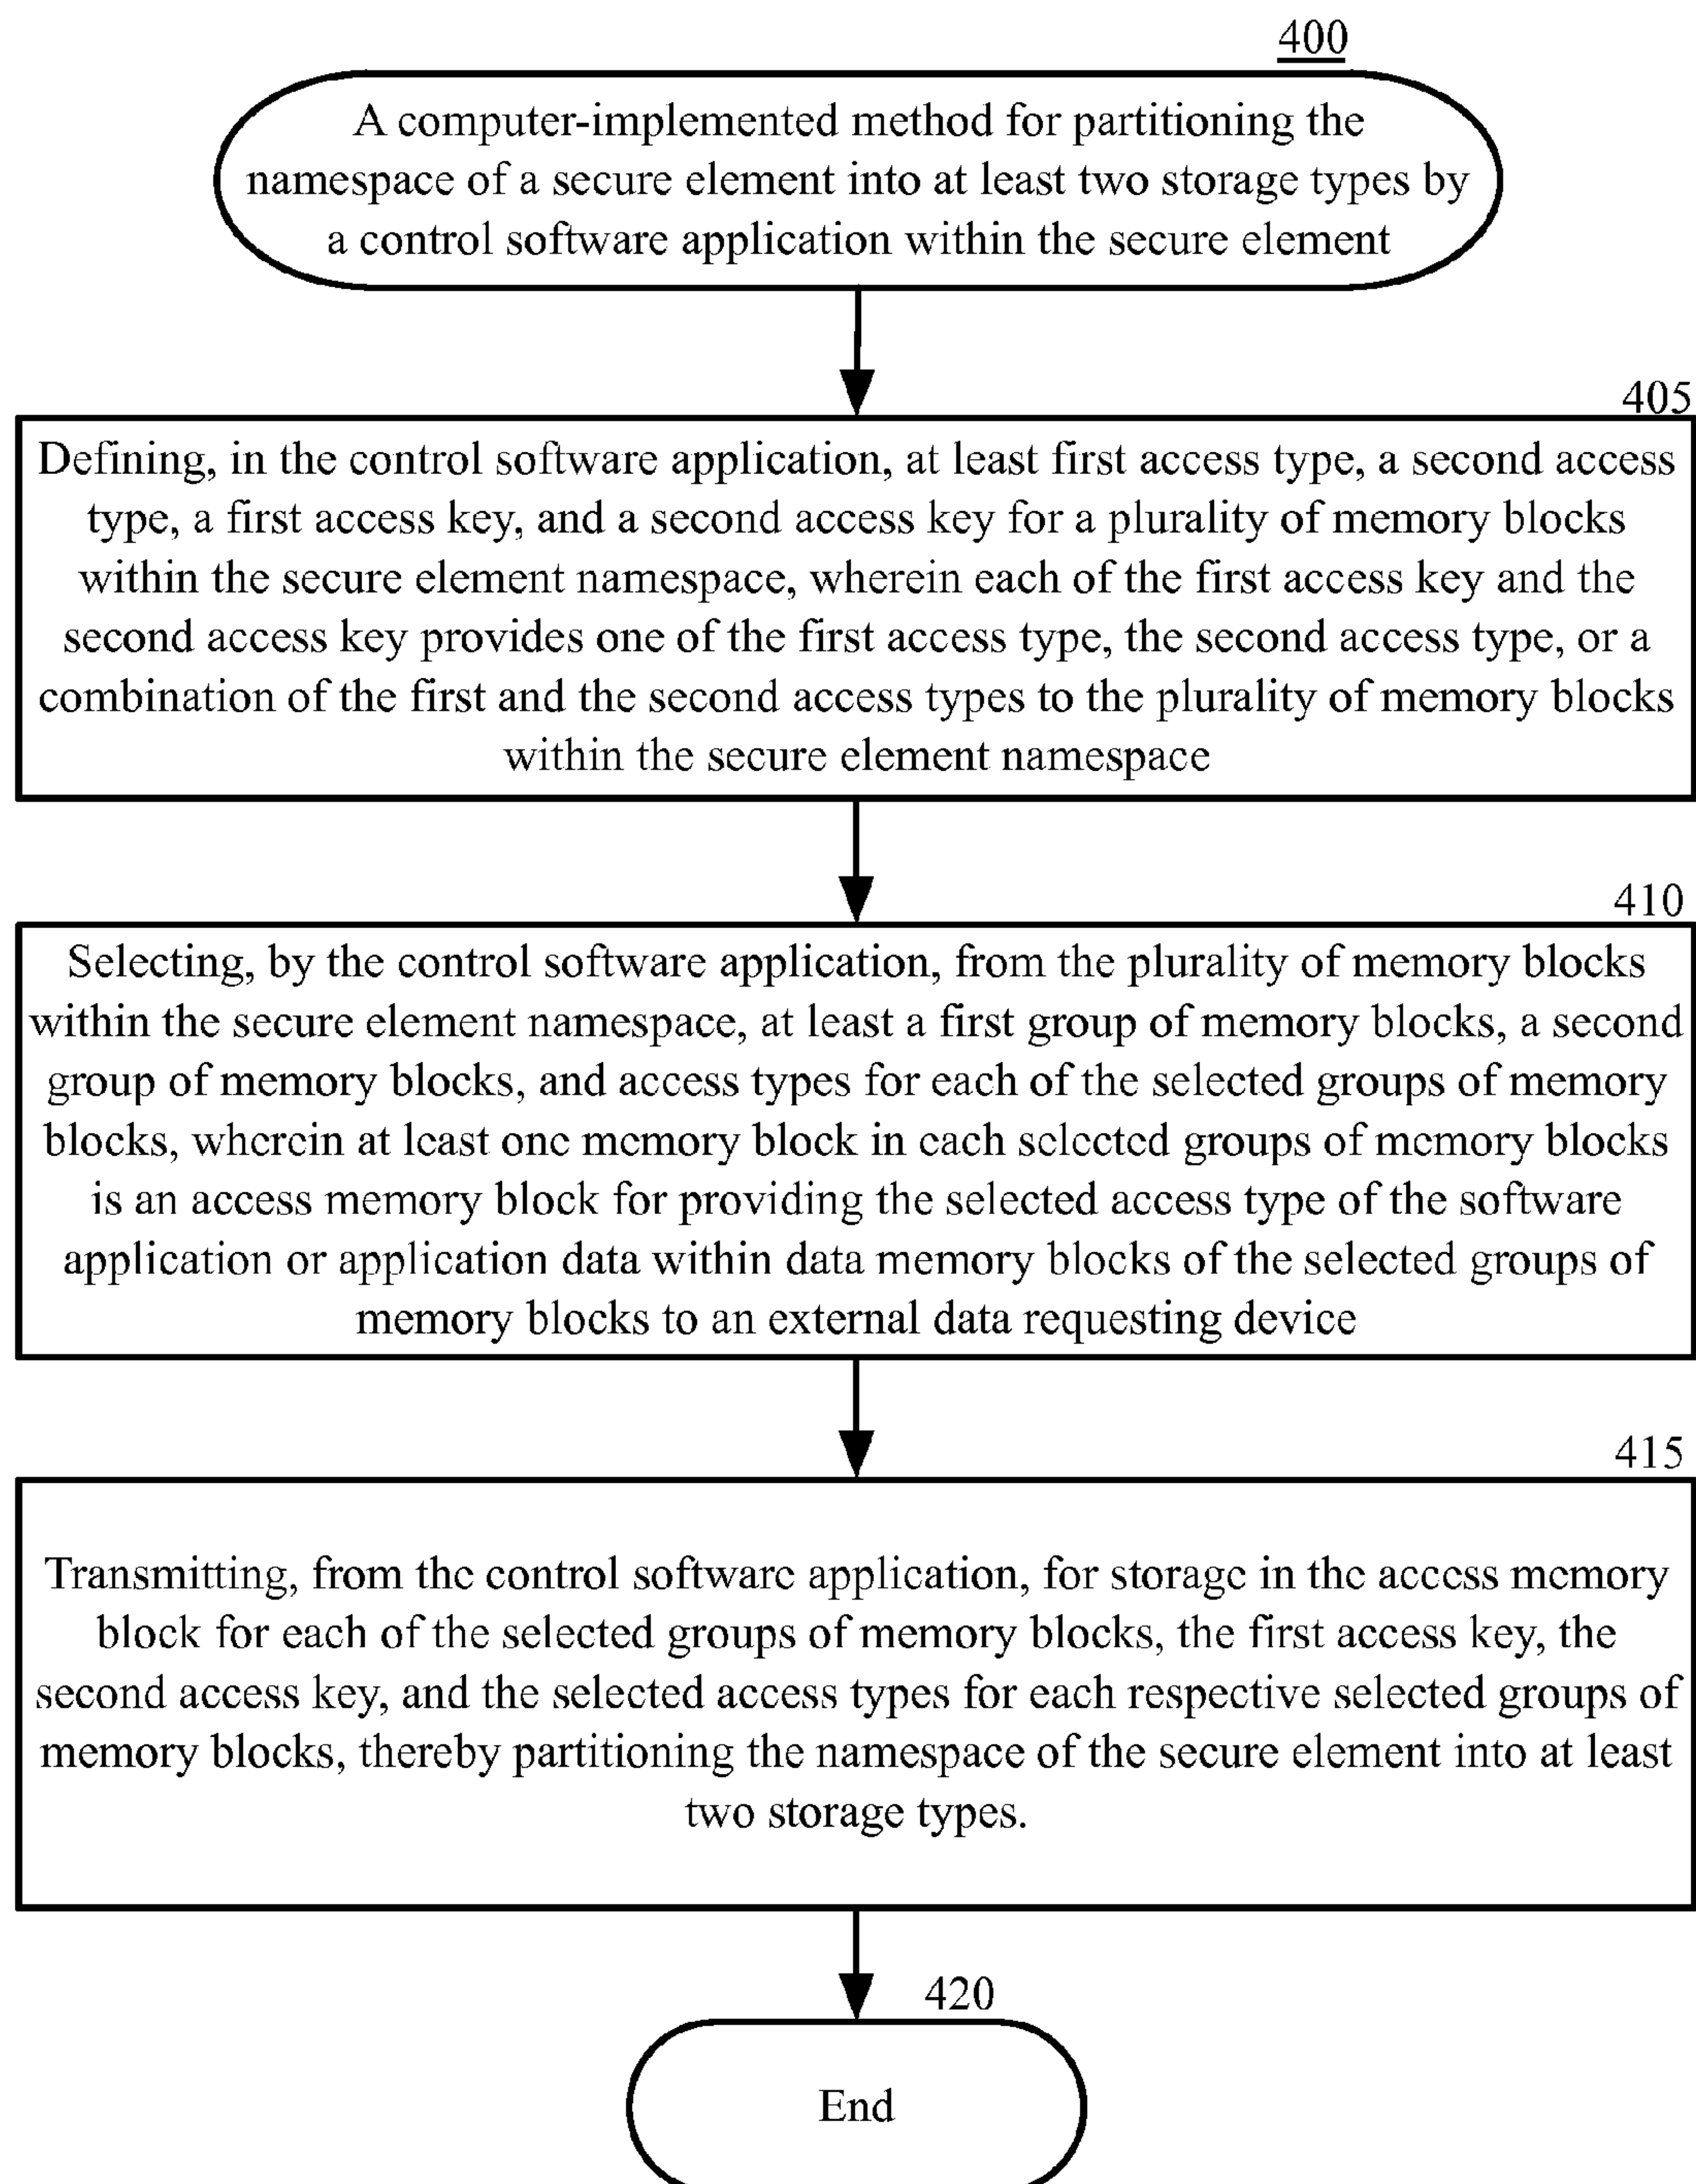 400
A computer-implemented method for partitioning the
namespace of a secure element into at least two storage types by
a control software application within the secure element
405
Defining, in the control software application, at least first access type, a second access
type, a first access key, and a second access key for a plurality of memory blocks
within the secure element namespace, wherein each of the first access key and the
second access key provides one of the first access type, the second access type, or a
combination of the first and the second access types to the plurality of memory blocks
within the secure element namespace
410
Selecting, by the control software application, from the plurality of memory blocks
within the secure element namespace, at least a first group of memory blocks, a second
group of memory blocks, and access types for each of the selected groups of memory
blocks, wherein at least one memory block in each selected groups of memory blocks
is an access memory block for providing the selected access type of the software
application or application data within data memory blocks of the selected groups of
memory blocks to an external data requesting device
415
Transmitting, from the control software application, for storage in the access memory
block for each of the selected groups of memory blocks, the first access key, the
second access key, and the selected access types for each respective selected groups of
memory blocks, thereby partitioning the namespace of the secure element into at least
two storage types.
420
End